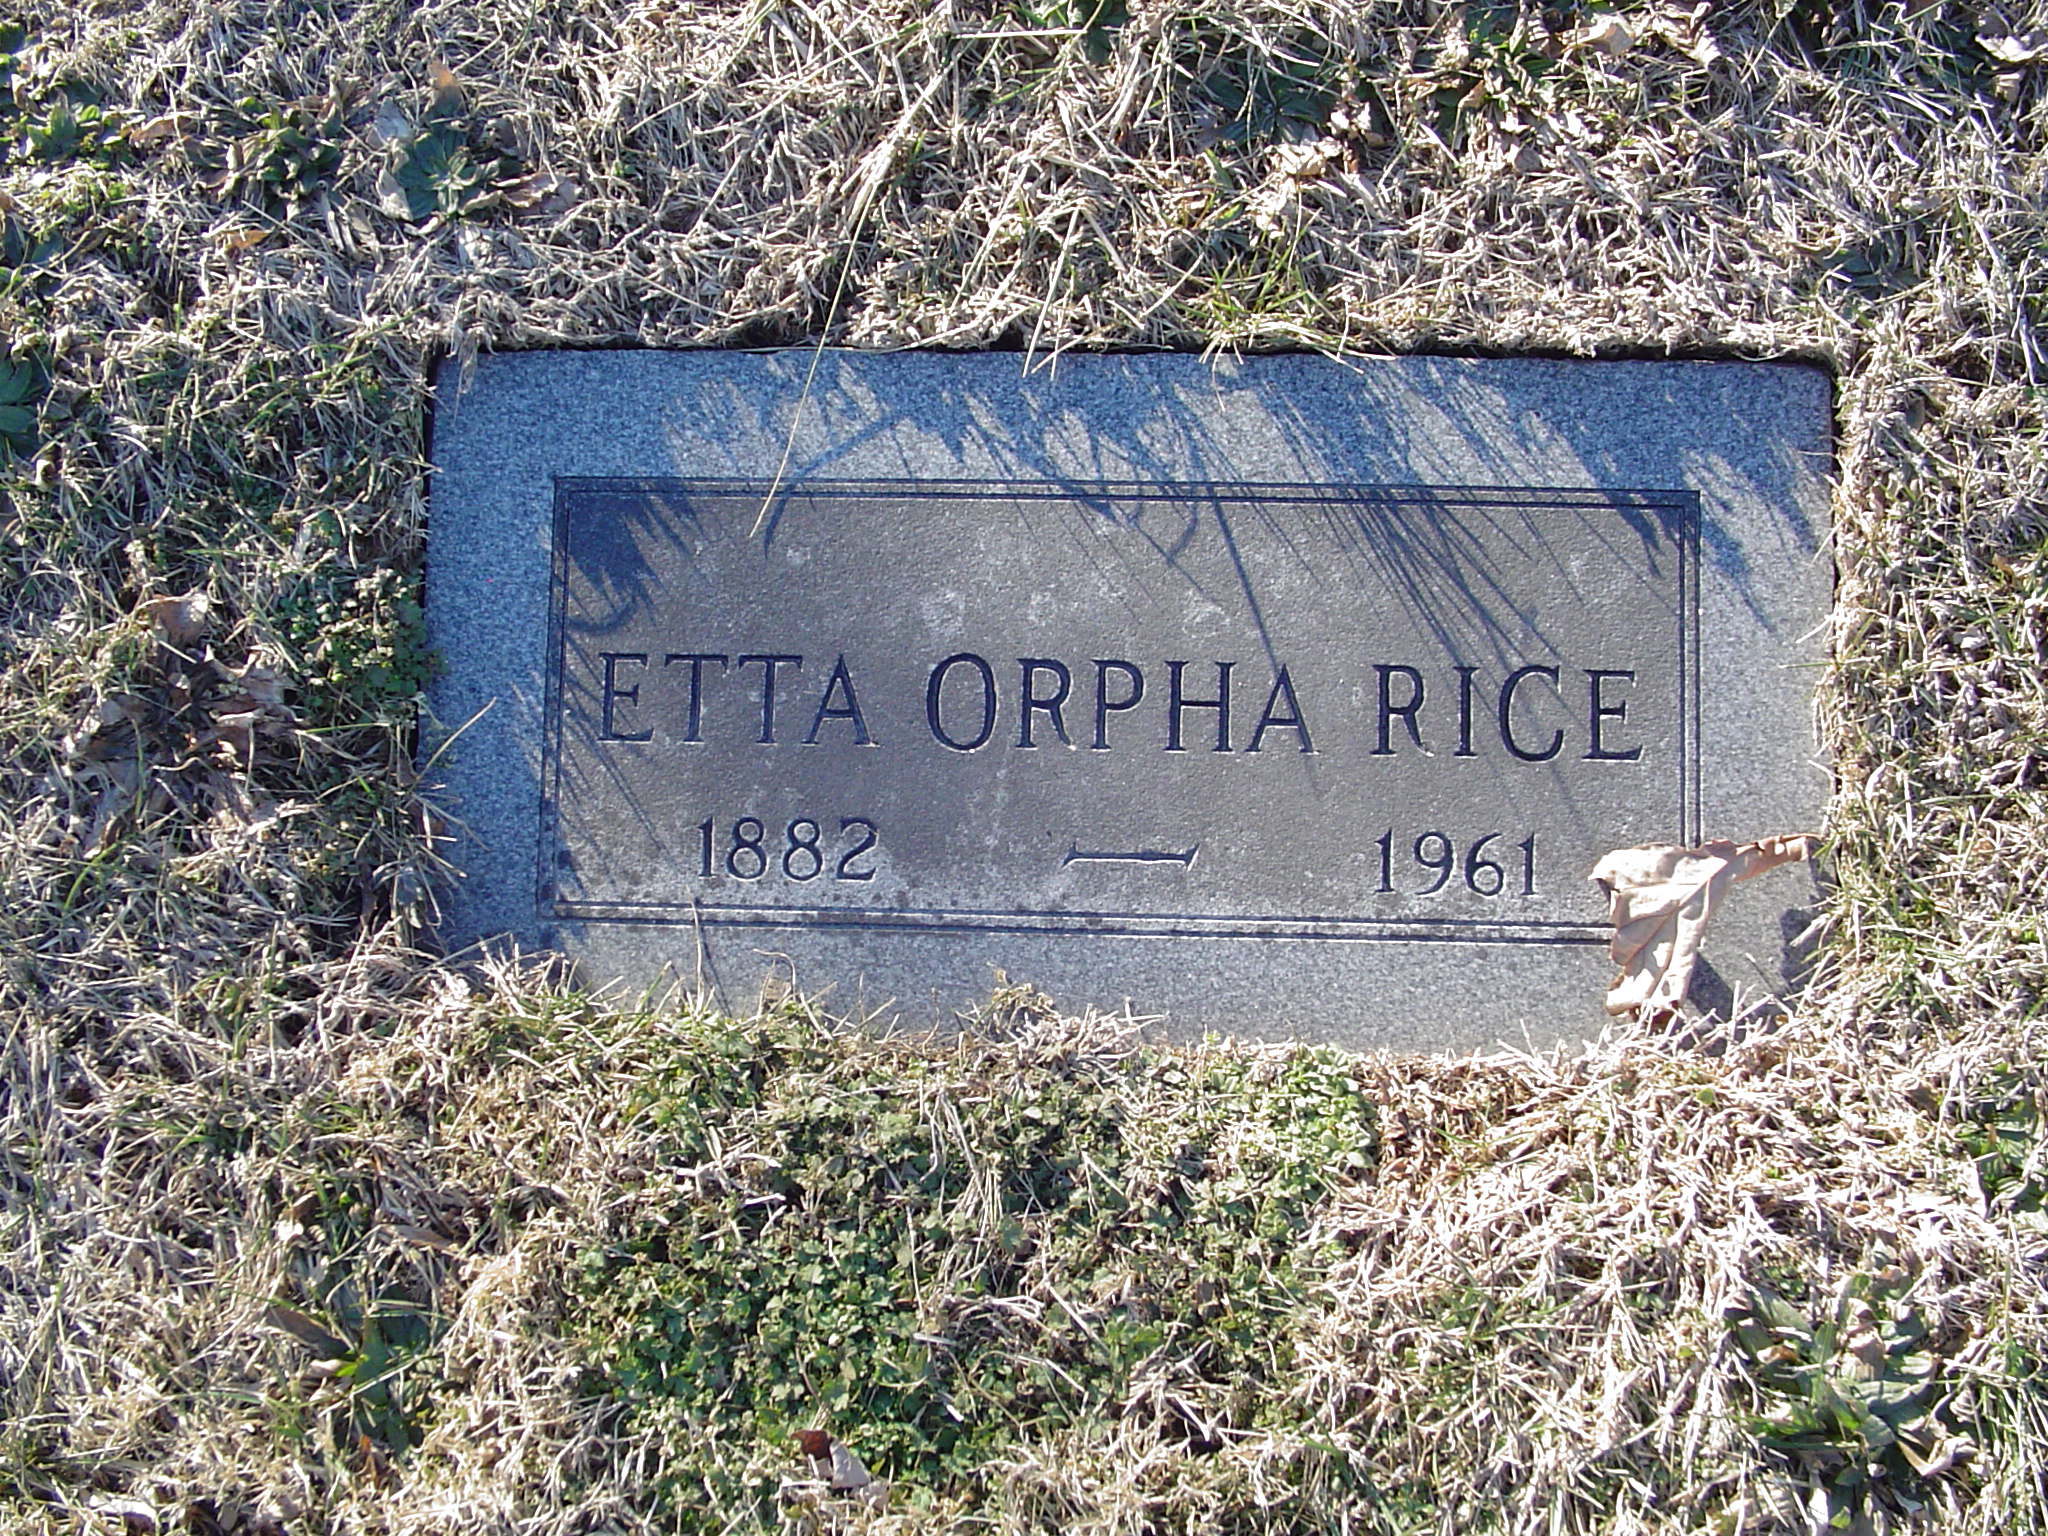 ETTA ORPHA RICE
1882 — 1961